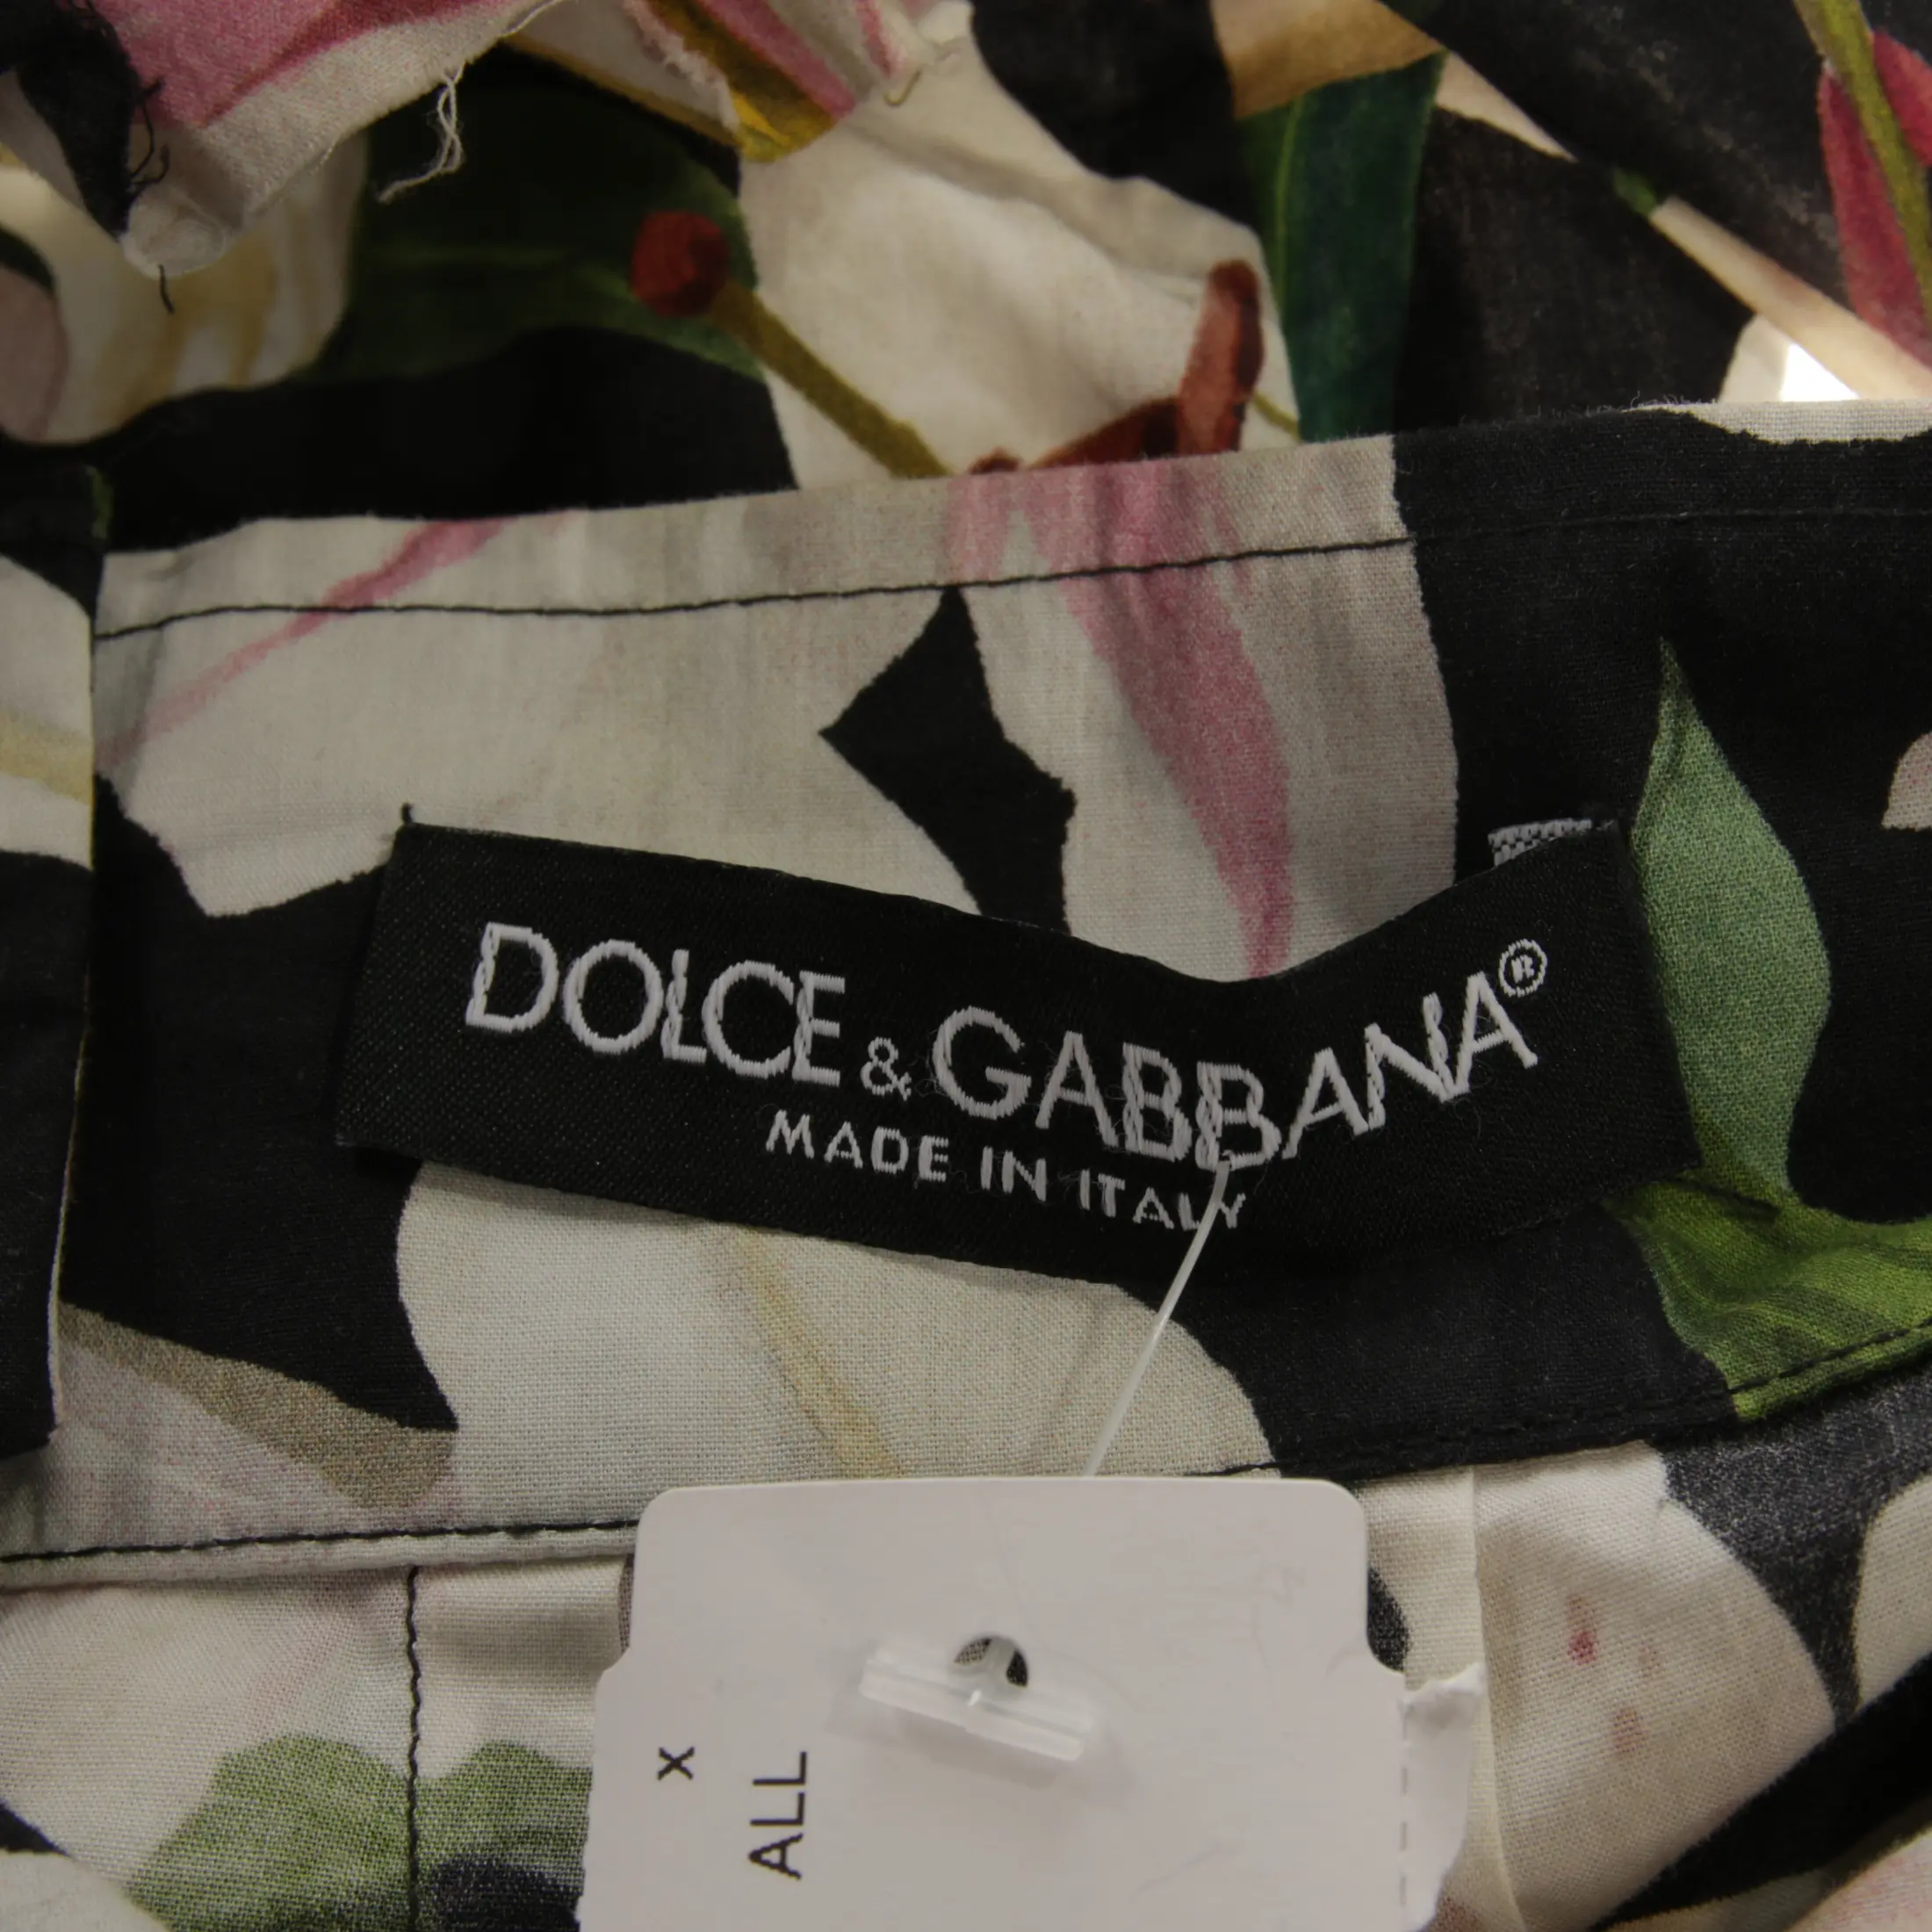 DOLCE & GABBANA®
MADE IN ITALY
x
ALL